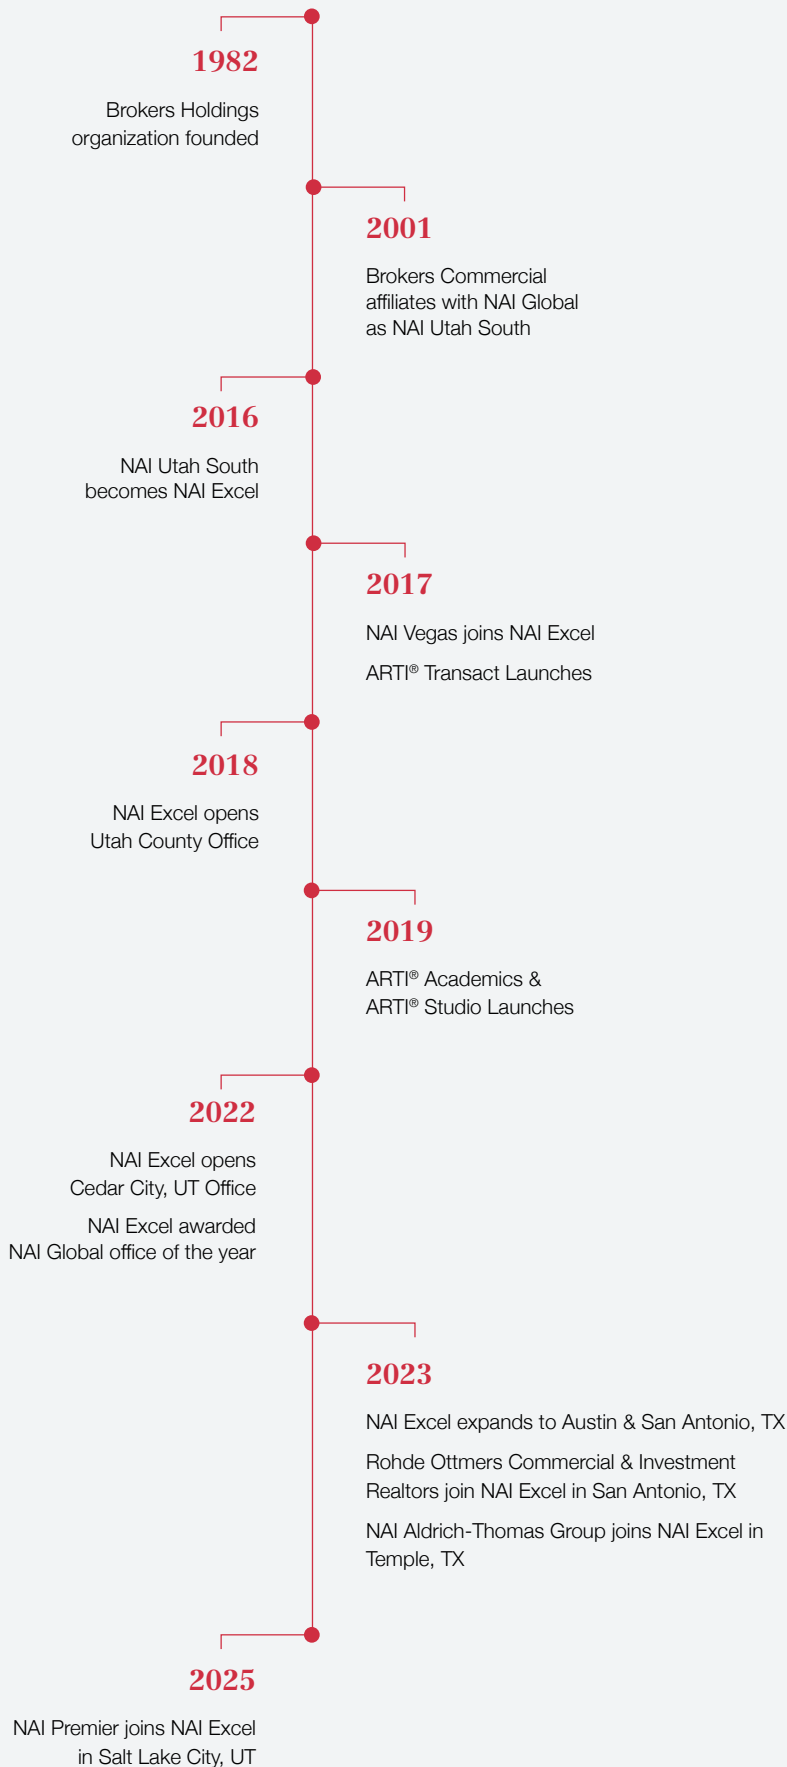 1982
Brokers Holdings
organization founded
2001
Brokers Commercial
affiliates with NAI Global
as NAI Utah South
2016
NAI Utah South
becomes NAI Excel
2017
NAI Vegas joins NAI Excel
ARTI® Transact Launches
2018
NAI Excel opens
Utah County Office
2019
ARTI® Academics &
ARTI® Studio Launches
2022
NAI Excel opens
Cedar City, UT Office
NAI Excel awarded
NAI Global office of the year
2023
NAI Excel expands to Austin & San Antonio, TX
Rohde Ottmers Commercial & Investment
Realtors join NAI Excel in San Antonio, TX
NAI Aldrich-Thomas Group joins NAI Excel in
Temple, TX
2025
NAI Premier joins NAI Excel
in Salt Lake City, UT